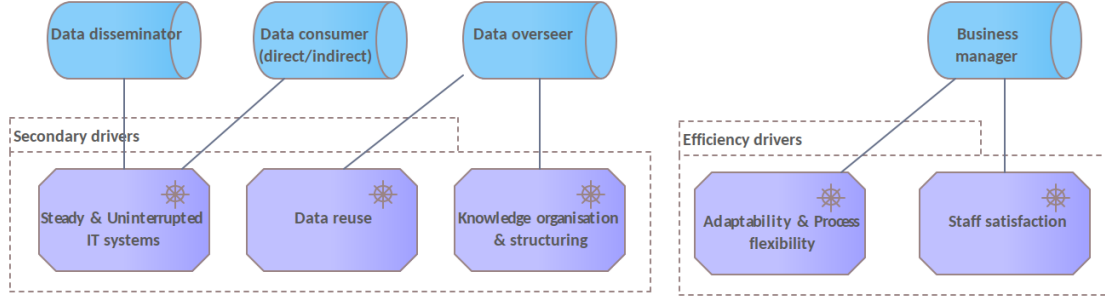 Data disseminator
Data consumer
(direct/indirect)
Data overseer
Business
manager
Secondary drivers
Efficiency drivers
Steady & Uninterrupted
IT systems
Data reuse
Knowledge organisation
& structuring
Adaptability & Process
flexibility
Staff satisfaction